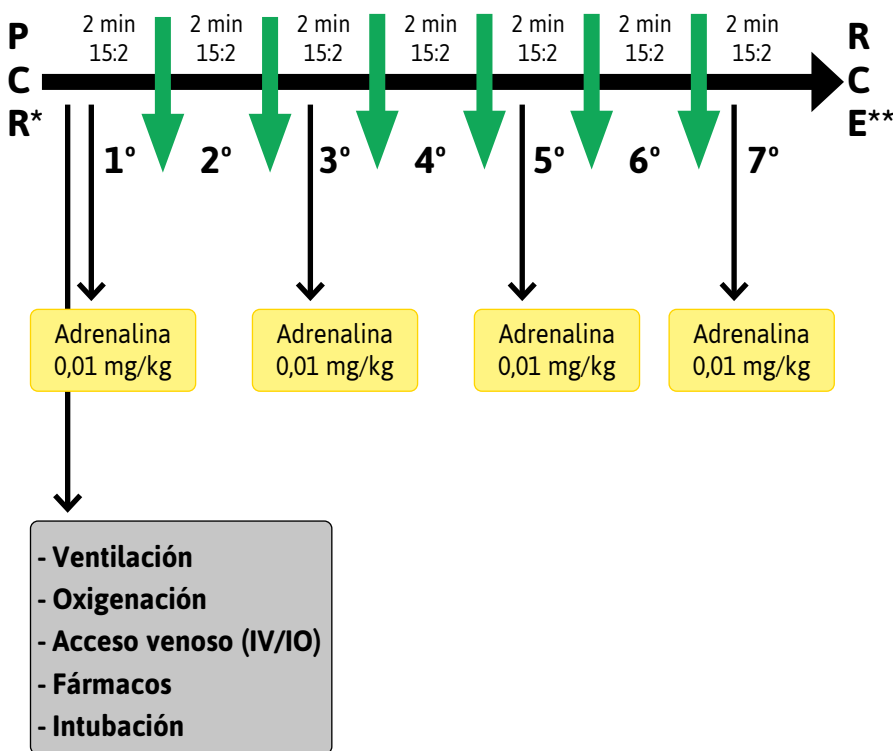 P
C
R*
2 min
15:2
2 min
15:2
2 min
15:2
2 min
15:2
2 min
15:2
2 min
15:2
2 min
15:2
R
C
E**
1º
2º
3º
4º
5º
6º
7º
Adrenalina
0,01 mg/kg
Adrenalina
0,01 mg/kg
Adrenalina
0,01 mg/kg
Adrenalina
0,01 mg/kg
- Ventilación
- Oxigenación
- Acceso venoso (IV/IO)
- Fármacos
- Intubación